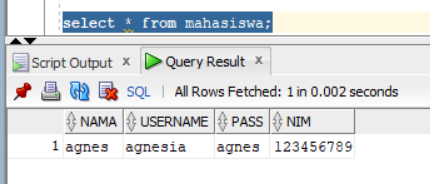 select * from mahasiswa;
Script Output x Query Result x
SQL | All Rows Fetched: 1 in 0.002 seconds
NAMA USERNAME PASS NIM
1 agnes agnesia agnes 123456789